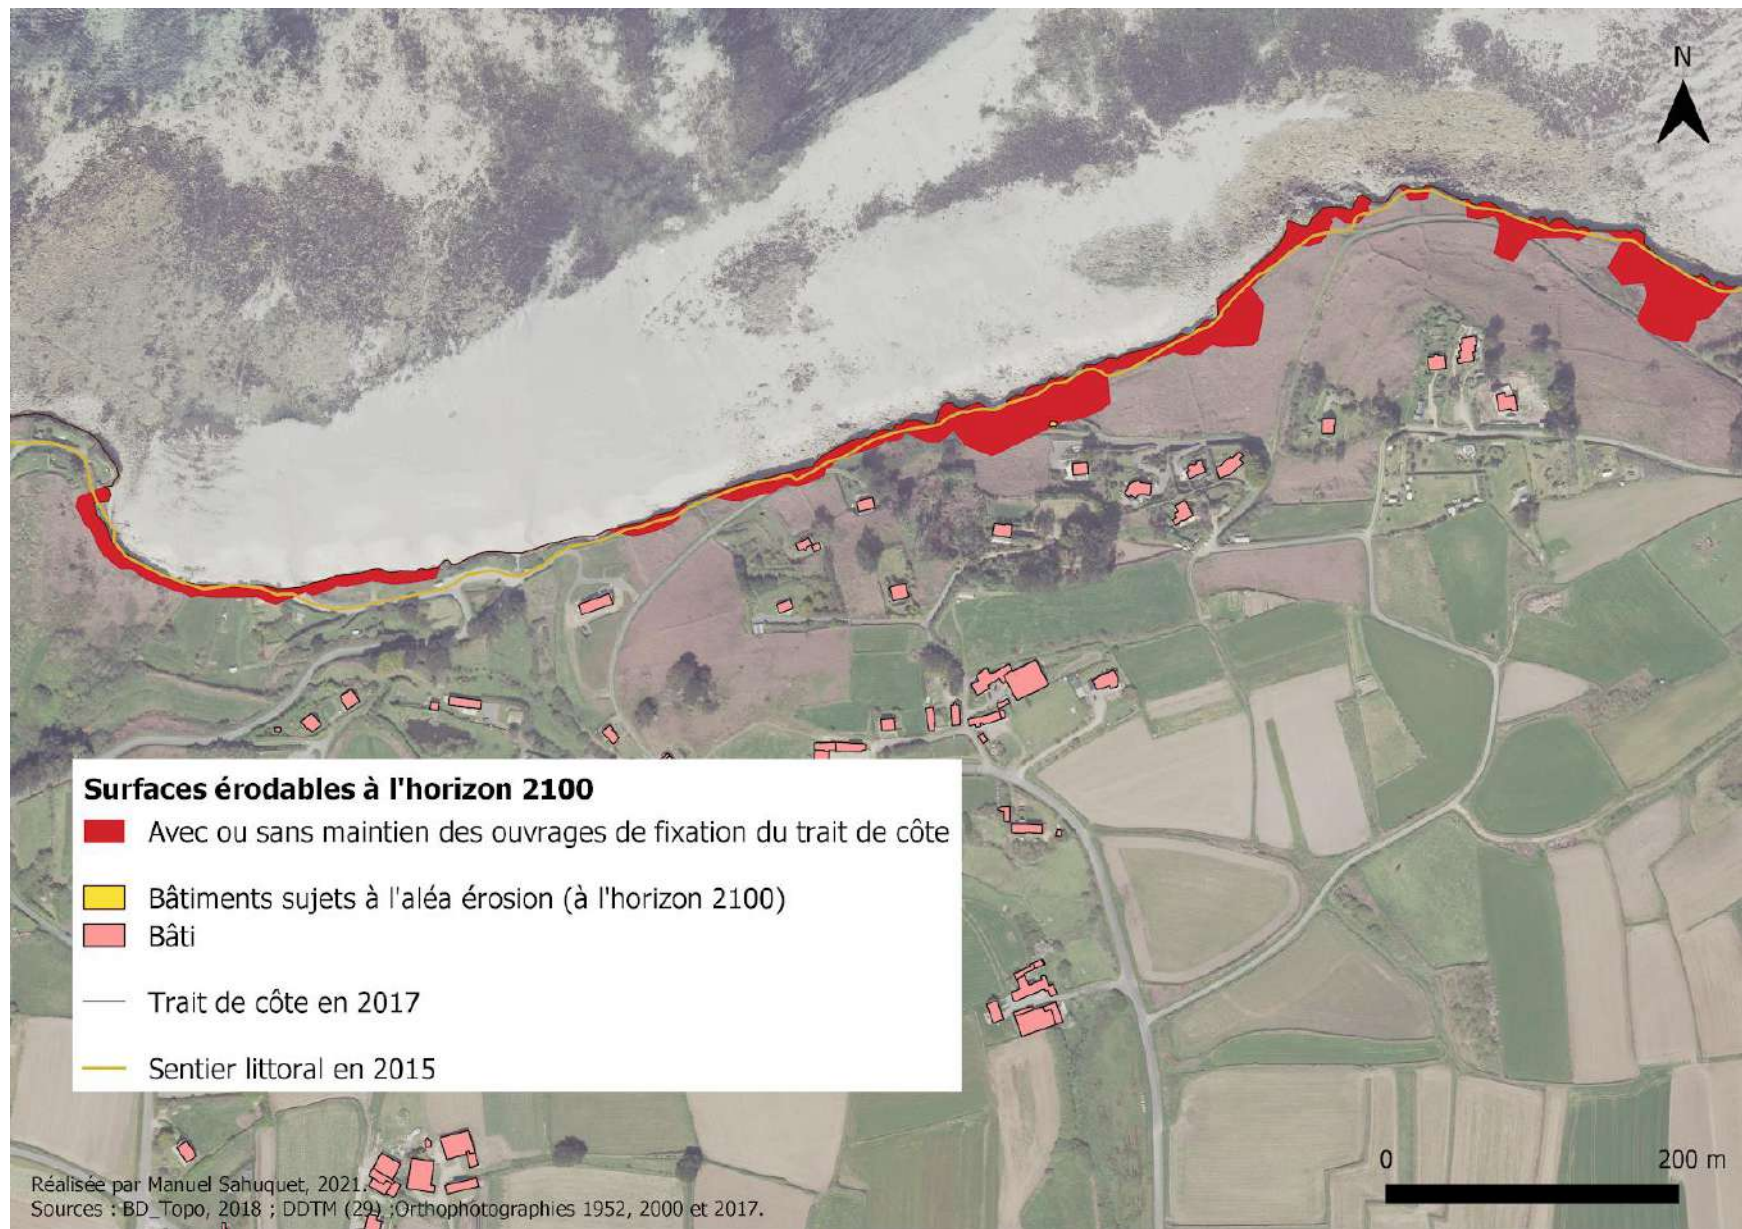 N
Surfaces érodables à l'horizon 2100
Avec ou sans maintien des ouvrages de fixation du trait de côte
Bâtiments sujets à l'aléa érosion (à l'horizon 2100)
Bâti
Trait de côte en 2017
Sentier littoral en 2015
0 200 m
Réalisée par Manuel Sahuquet, 2021.
Sources : BD_Topo, 2018 ; DDTM (29) ;Orthophotographies 1952, 2000 et 2017.